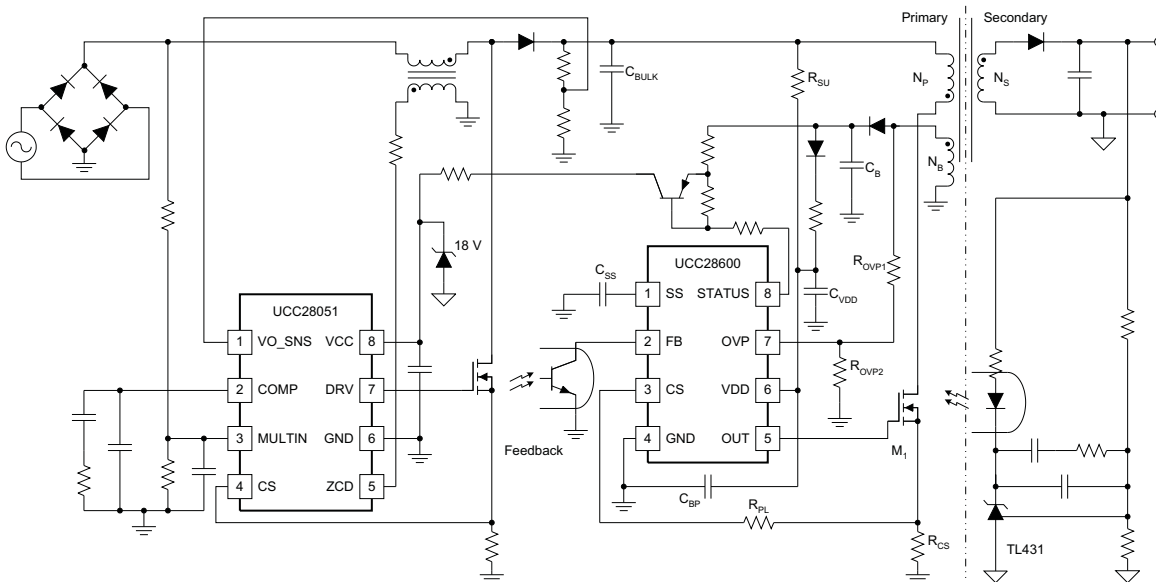 Primary
Secondary
C_BULK
R_SU
N_P
N_S
C_B
N_B
18 V
UCC28600
R_OVP1
C_SS
1 SS STATUS 8
C_VDD
UCC28051
1 VO_SNS VCC 8
2 FB OVP 7
R_OVP2
2 COMP DRV 7
3 CS VDD 6
3 MULTIN GND 6
Feedback
4 GND OUT 5
M_1
4 CS ZCD 5
C_BP
R_PL
R_CS
TL431